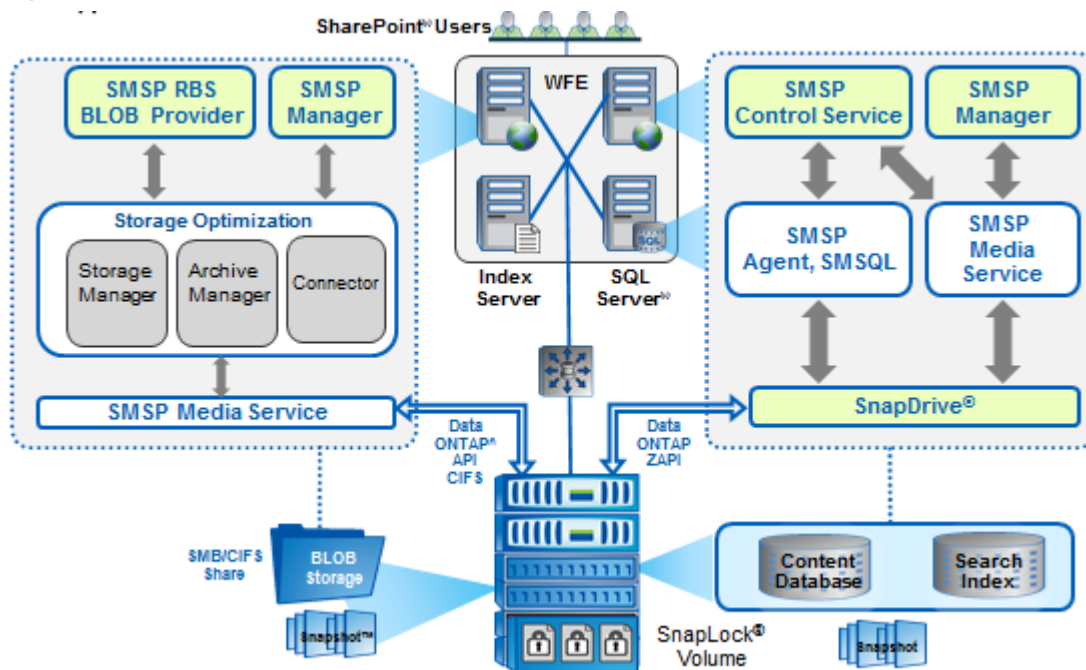 SharePoint® Users
SMSP RBS
BLOB Provider
SMSP
Manager
Storage Optimization
Storage
Manager
Archive
Manager
Connector
SMSP Media Service
WFE
Index
Server
SQL
SQL
Server®
SMSP
Control Service
SMSP
Manager
SMSP
Agent, SMSQL
SMSP
Media
Service
SnapDrive®
Data
ONTAP®
API
CIFS
Data
ONTAP
ZAPI
SMB/CIFS
Share
BLOB
Storage
Snapshot™
SnapLock®
Volume
Content
Database
Search
Index
Snapshot